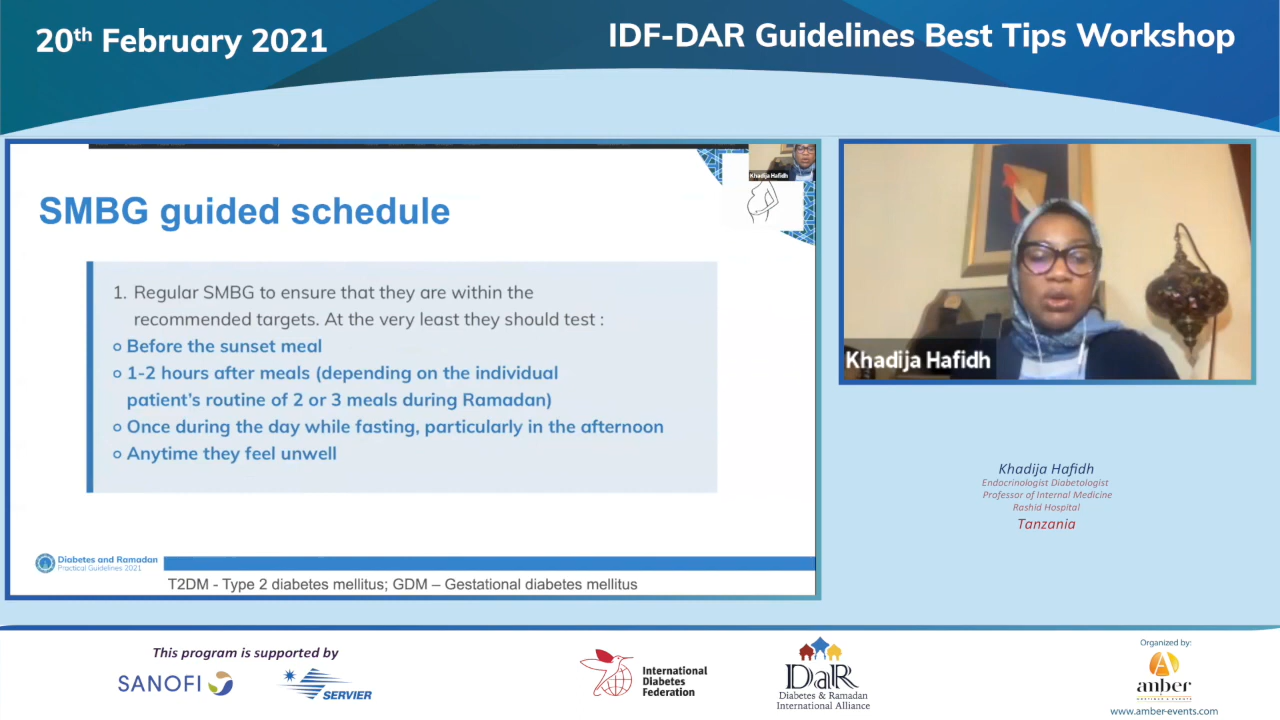 20th February 2021
IDF-DAR Guidelines Best Tips Workshop
Khadija Hafidh
SMBG guided schedule
1. Regular SMBG to ensure that they are within the
recommended targets. At the very least they should test :
Before the sunset meal
1-2 hours after meals (depending on the individual
patient's routine of 2 or 3 meals during Ramadan)
Once during the day while fasting, particularly in the afternoon
Anytime they feel unwell
Diabetes and Ramadan
Practical Guidelines 2021
T2DM - Type 2 diabetes mellitus; GDM – Gestational diabetes mellitus
Khadija Hafidh
Khadija Hafidh
Endocrinologist Diabetologist
Professor of Internal Medicine
Rashid Hospital
Tanzania
This program is supported by
SANOFI
SERVIER
International
Diabetes
Federation
DaR
Diabetes & Ramadan
International Alliance
Organized by:
anber
www.amber-events.com